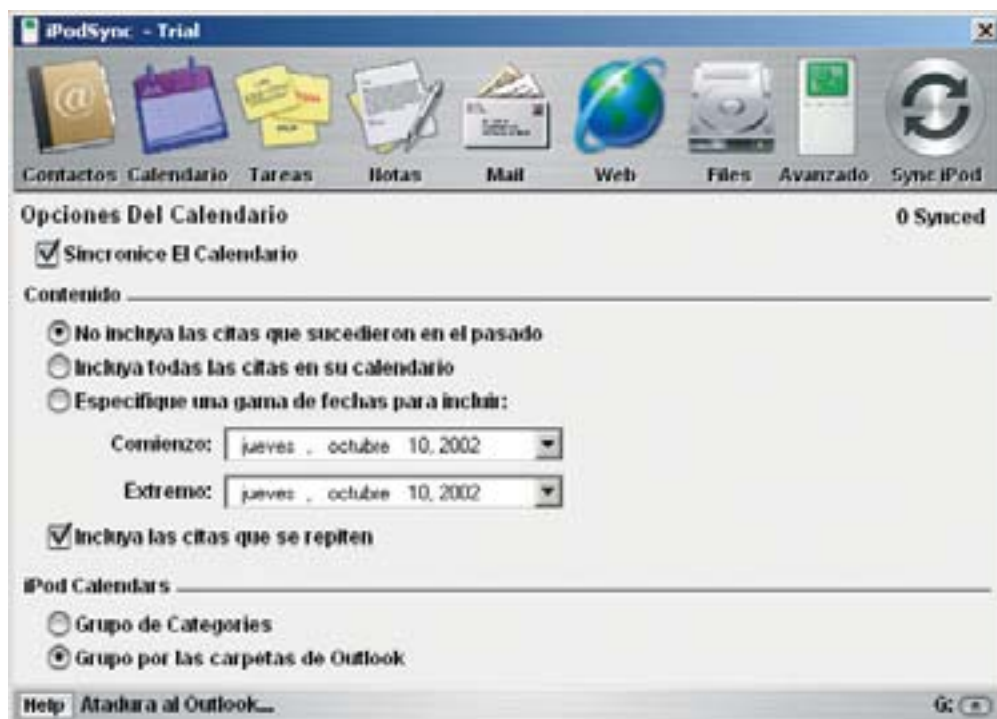 iPodSync - Trial
Contactos Calendario Tareas Notas Mail Web Files Avanzado Sync iPod
Opciones Del Calendario 0 Synced
Sincronice El Calendario
Contenido
No incluya las citas que sucedieron en el pasado
Incluya todas las citas en su calendario
Especifique una gama de fechas para incluir:
Comienzo: jueves , octubre 10, 2002
Extremo: jueves , octubre 10, 2002
Incluya las citas que se repiten
iPod Calendars
Grupo de Categories
Grupo por las carpetas de Outlook
Help Atadura al Outlook... G: